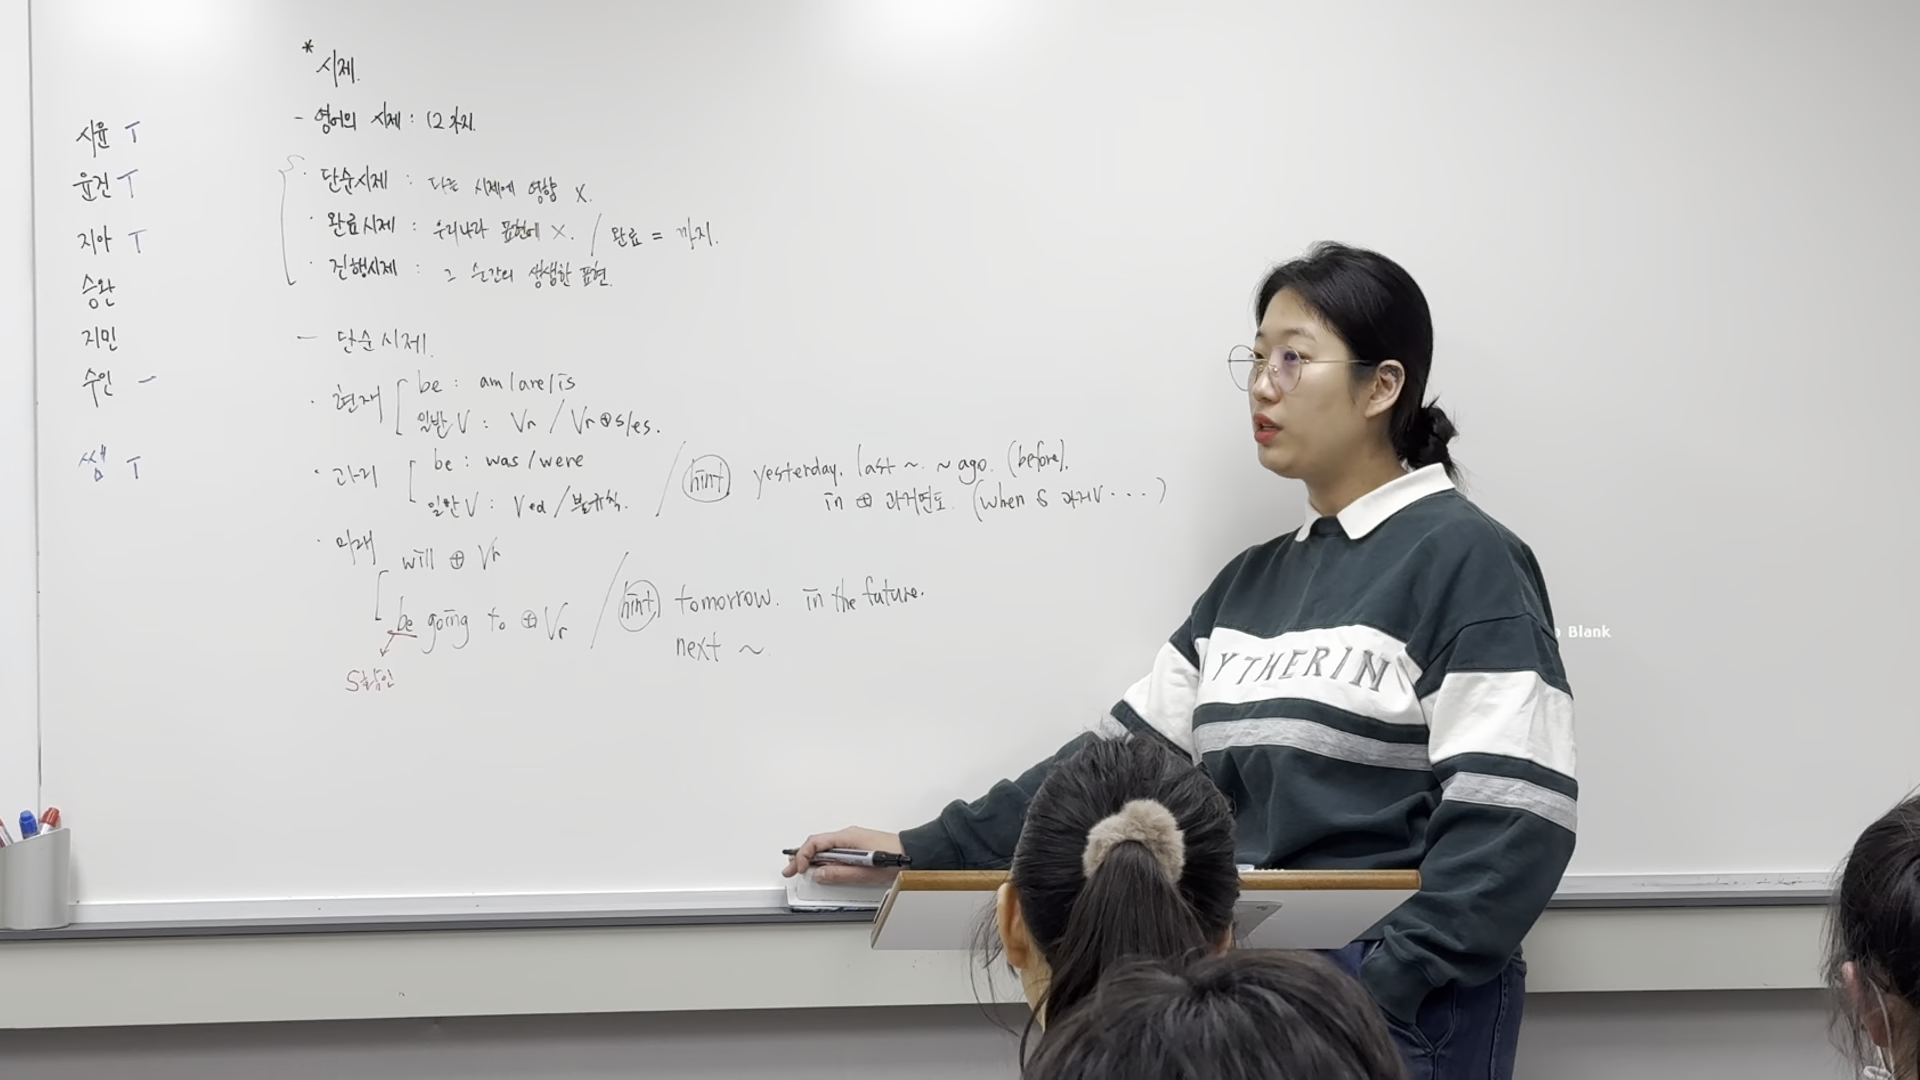 시윤 T
윤건 T
지아 T
승완
지민
수인 -
쌤 T
* 시제.
- 영어의 시제 : 12가지.
· 단순시제 : 다른 시제에 영향 X.
· 완료시제 : 우리나라 표현에 X. / 완료 = 까지.
· 진행시제 : 그 순간의 생생한 표현.
- 단순시제.
· 현재 be : am/are/is
일반V : Vr / Vr⊕s/es.
· 과거 be : was/were
일반V : Ved/불규칙. / hint yesterday. last ~. ~ ago. (before).
in ⊕ 과거연도. (when S 과거V···)
· 미래 will ⊕ Vr
be going to ⊕ Vr / hint tomorrow. in the future.
next ~
S확인
YTHERIN
Blank